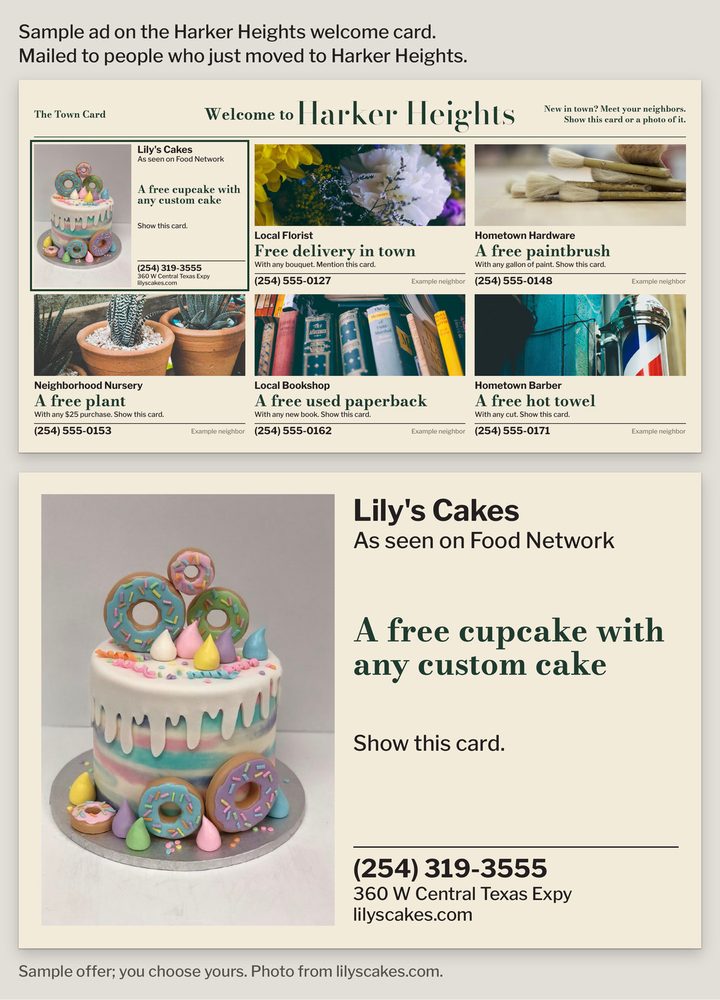 Sample ad on the Harker Heights welcome card.
Mailed to people who just moved to Harker Heights.
The Town Card
Welcome to Harker Heights
New in town? Meet your neighbors.
Show this card or a photo of it.
Lily's Cakes
As seen on Food Network
A free cupcake with
any custom cake
Show this card.
(254) 319-3555
360 W Central Texas Expy
lilyscakes.com
Local Florist
Free delivery in town
With any bouquet. Mention this card.
(254) 555-0127
Example neighbor
Hometown Hardware
A free paintbrush
With any gallon of paint. Show this card.
(254) 555-0148
Example neighbor
Neighborhood Nursery
A free plant
With any $25 purchase. Show this card.
(254) 555-0153
Example neighbor
Local Bookshop
A free used paperback
With any new book. Show this card.
(254) 555-0162
Example neighbor
Hometown Barber
A free hot towel
With any cut. Show this card.
(254) 555-0171
Example neighbor
Lily's Cakes
As seen on Food Network
A free cupcake with
any custom cake
Show this card.
(254) 319-3555
360 W Central Texas Expy
lilyscakes.com
Sample offer; you choose yours. Photo from lilyscakes.com.